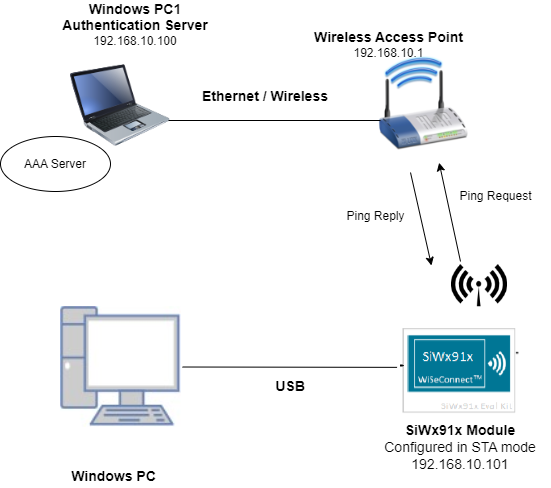 Windows PC1
Authentication Server
192.168.10.100
Wireless Access Point
192.168.10.1
Ethernet / Wireless
AAA Server
Ping Request
Ping Reply
SiWx91x
WiSeConnect™
SiWx91x Eval Kit
USB
SiWx91x Module
Configured in STA mode
192.168.10.101
Windows PC